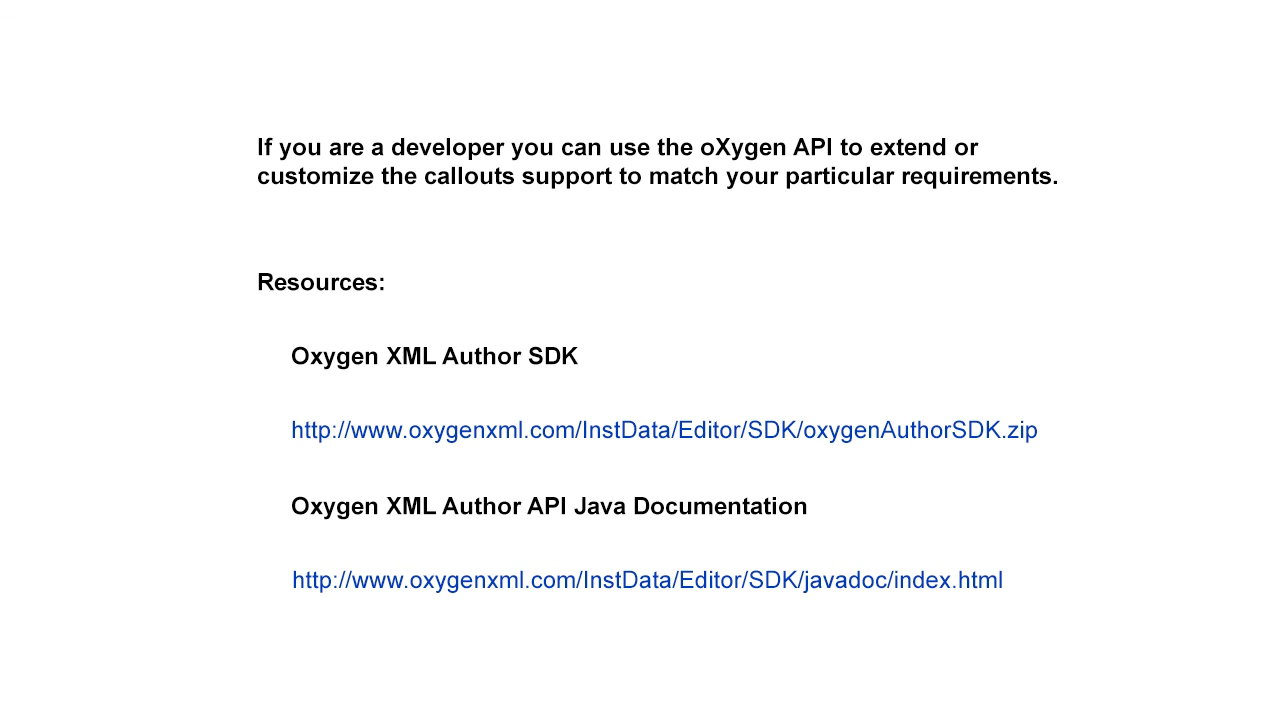 If you are a developer you can use the oXygen API to extend or
customize the callouts support to match your particular requirements.
Resources:
Oxygen XML Author SDK
http://www.oxygenxml.com/InstData/Editor/SDK/oxygenAuthorSDK.zip
Oxygen XML Author API Java Documentation
http://www.oxygenxml.com/InstData/Editor/SDK/javadoc/index.html